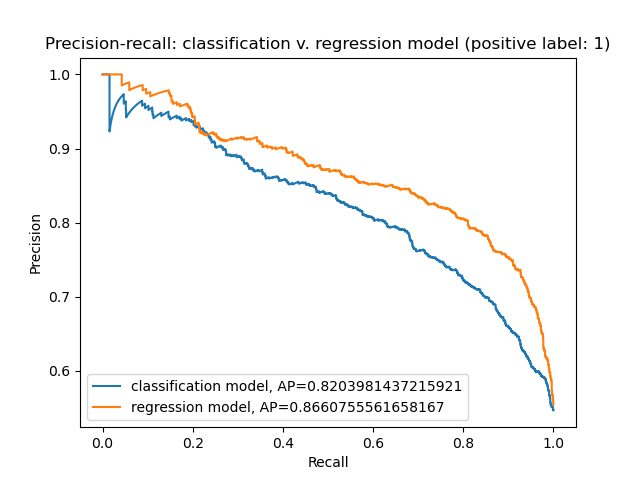 Precision-recall: classification v. regression model (positive label: 1)
1.0
0.9
0.8
0.7
0.6
Precision
classification model, AP=0.8203981437215921
regression model, AP=0.8660755561658167
0.0 0.2 0.4 0.6 0.8 1.0
Recall